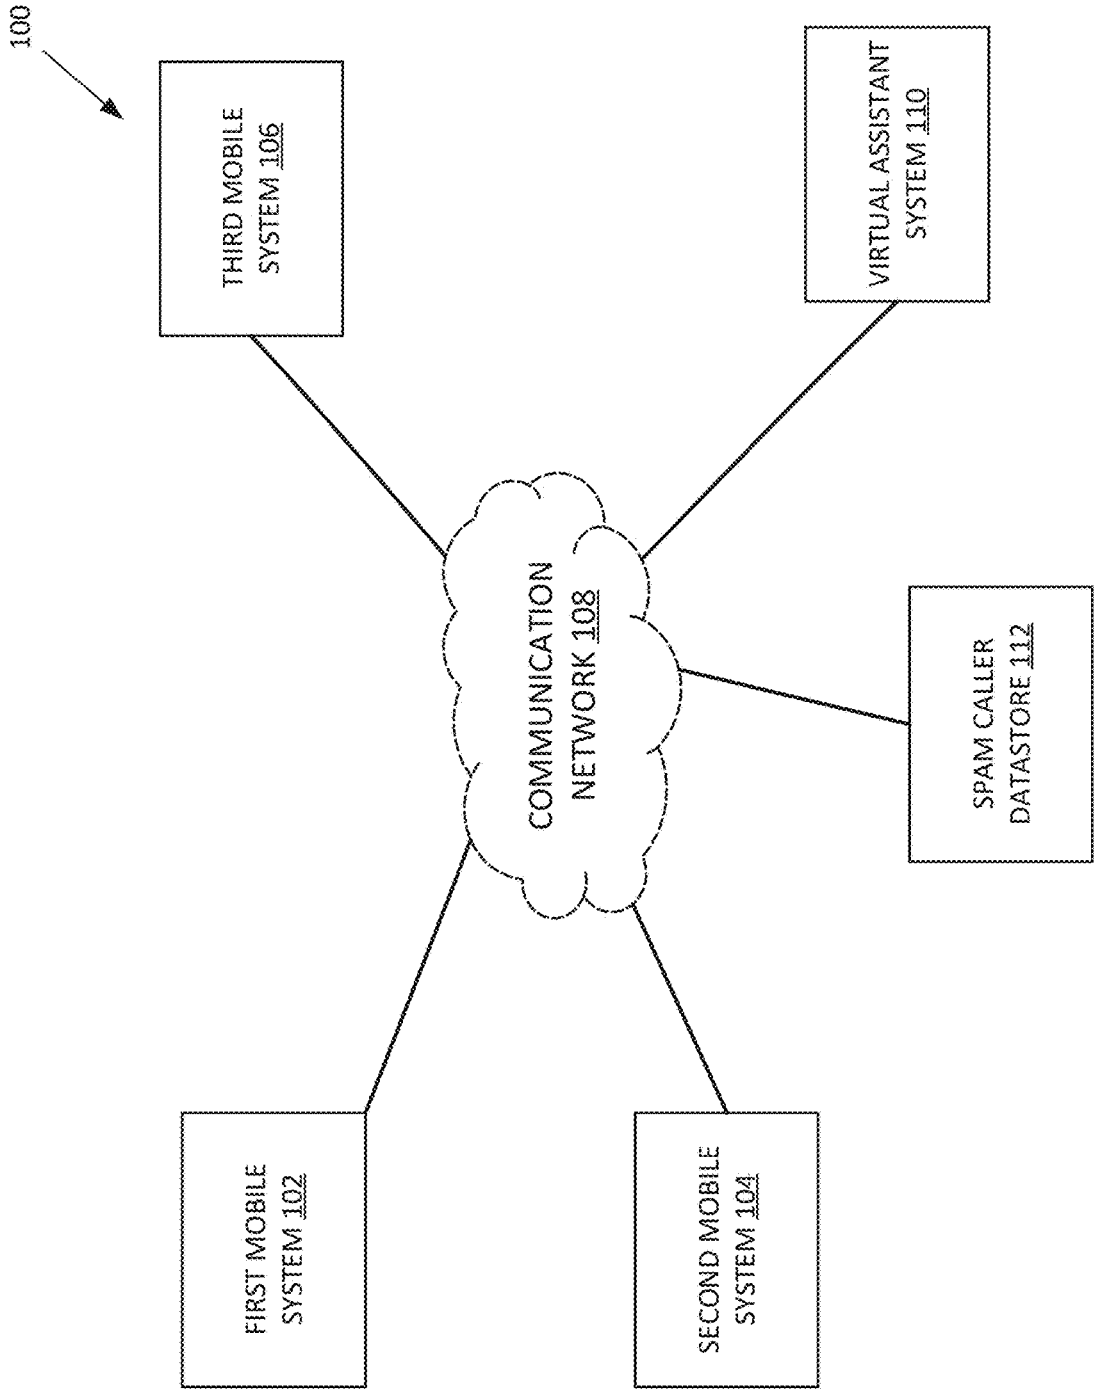 100
FIRST MOBILE
SYSTEM 102
THIRD MOBILE
SYSTEM 106
COMMUNICATION
NETWORK 108
SECOND MOBILE
SYSTEM 104
VIRTUAL ASSISTANT
SYSTEM 110
SPAM CALLER
DATASTORE 112